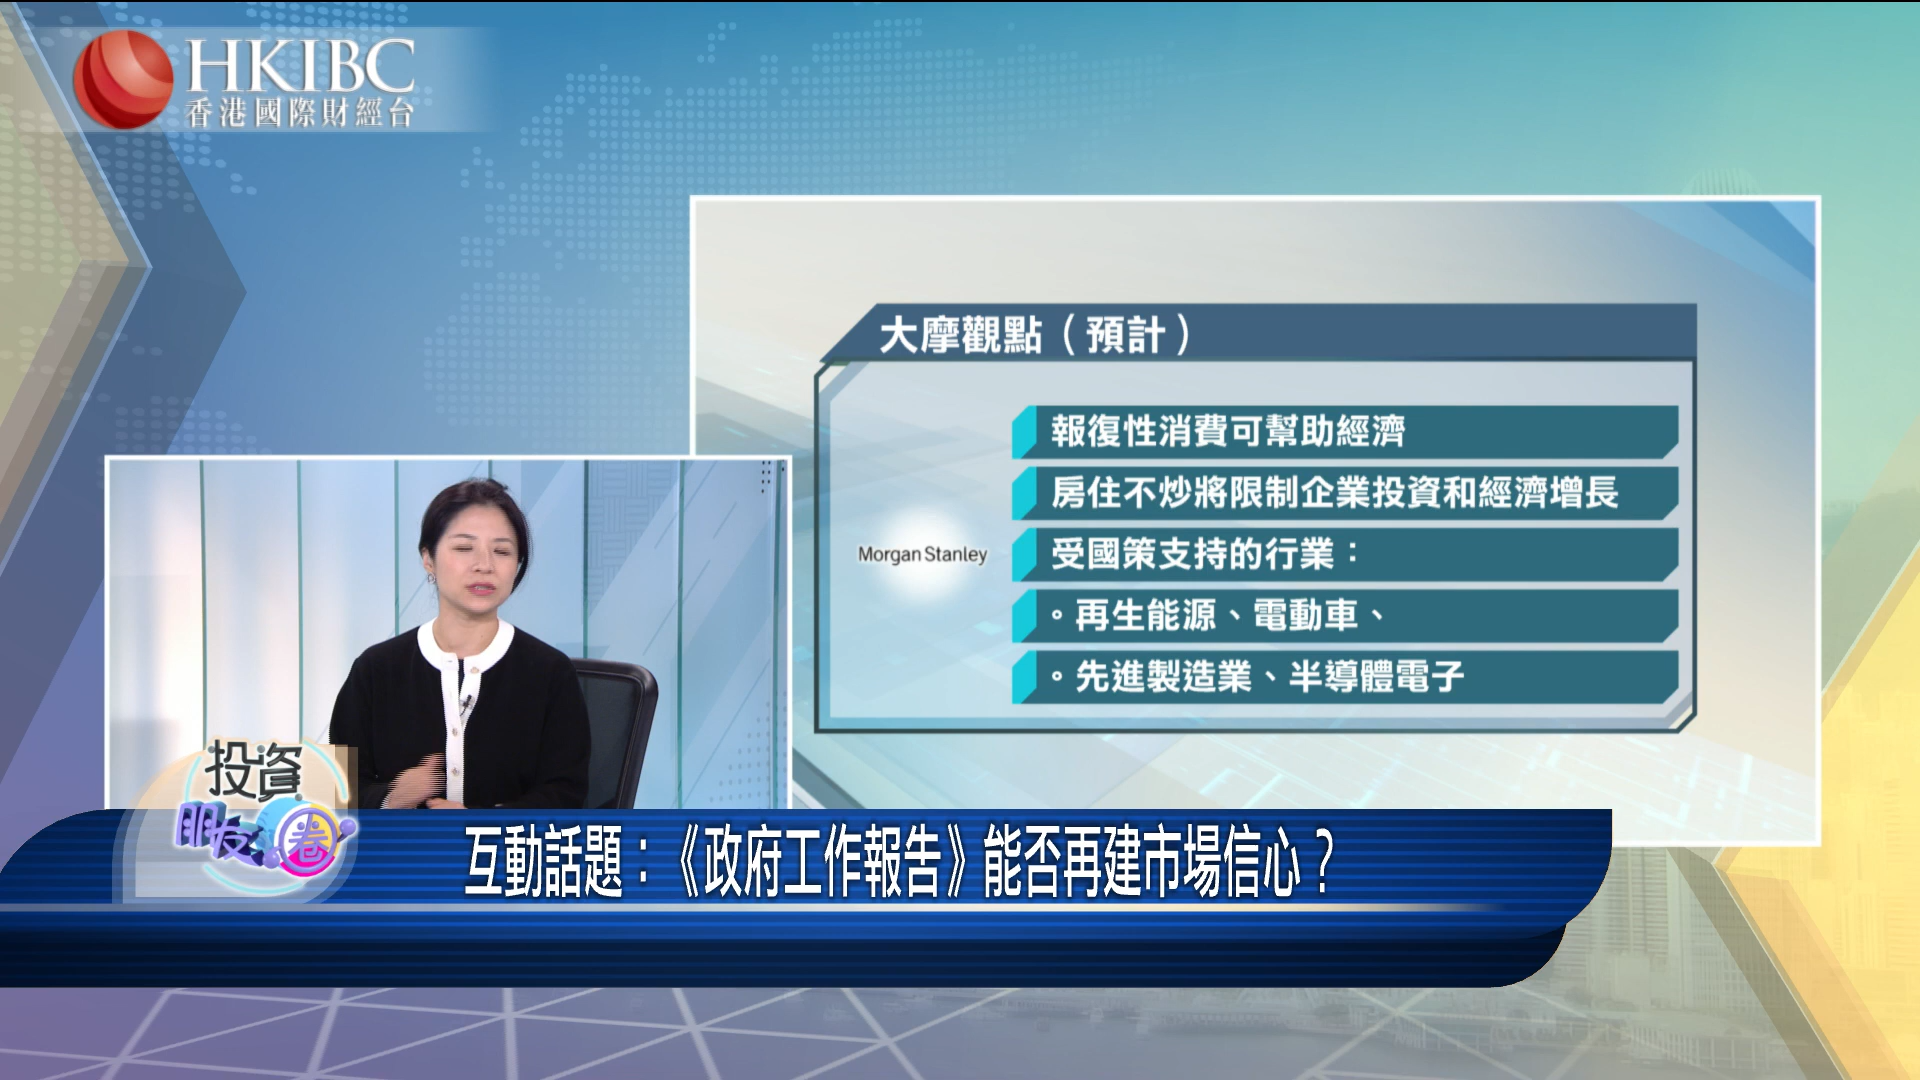 HKIBC
香港國際財經台
大摩觀點（預計）
Morgan Stanley
報復性消費可幫助經濟
房住不炒將限制企業投資和經濟增長
受國策支持的行業：
。再生能源、電動車、
。先進製造業、半導體電子
投資
朋友圈
互動話題：《政府工作報告》能否再建市場信心？